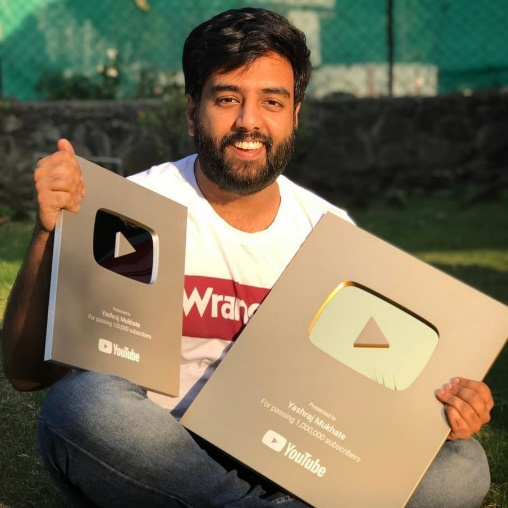 Presented to
Yashraj Mukhate
For passing 100,000 subscribers
YouTube
Wran
Presented to
Yashraj Mukhate
For passing 1,000,000 subscribers
YouTube